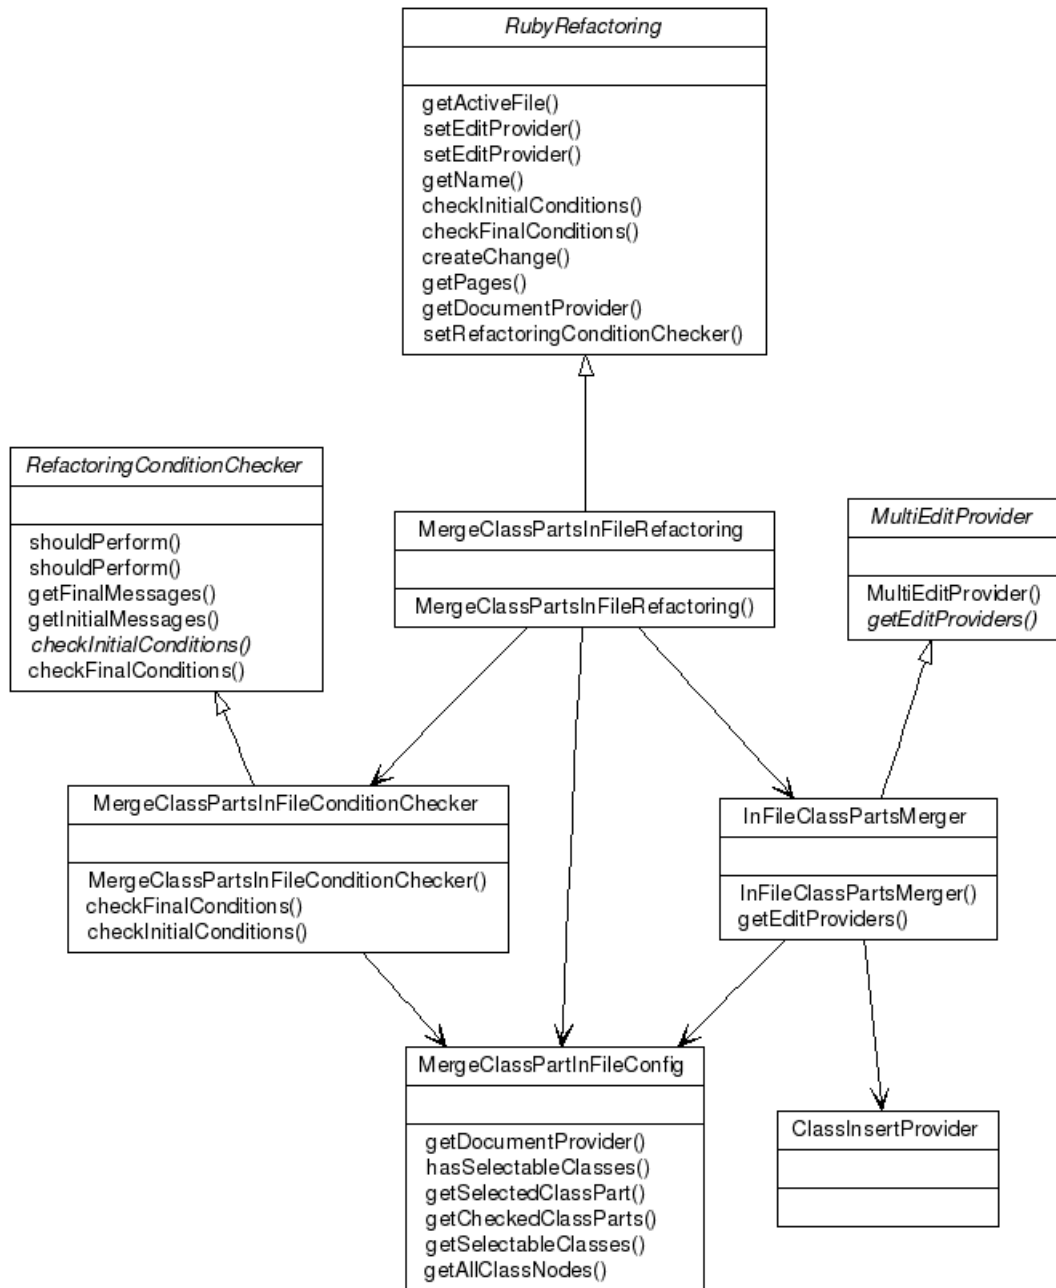 RubyRefactoring
getActiveFile()
setEditProvider()
setEditProvider()
getName()
checkInitialConditions()
checkFinalConditions()
createChange()
getPages()
getDocumentProvider()
setRefactoringConditionChecker()
RefactoringConditionChecker
shouldPerform()
shouldPerform()
getFinalMessages()
getInitialMessages()
checkInitialConditions()
checkFinalConditions()
MergeClassPartsInFileRefactoring
MergeClassPartsInFileRefactoring()
MultiEditProvider
MultiEditProvider()
getEditProviders()
MergeClassPartsInFileConditionChecker
MergeClassPartsInFileConditionChecker()
checkFinalConditions()
checkInitialConditions()
InFileClassPartsMerger
InFileClassPartsMerger()
getEditProviders()
MergeClassPartInFileConfig
getDocumentProvider()
hasSelectableClasses()
getSelectedClassPart()
getCheckedClassParts()
getSelectableClasses()
getAllClassNodes()
ClassInsertProvider